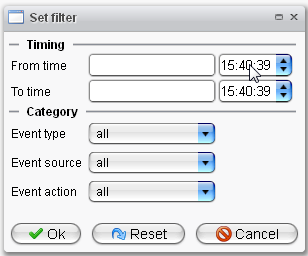 Set filter
Timing
From time 15:40:39
To time 15:40:39
Category
Event type all
Event source all
Event action all
Ok Reset Cancel